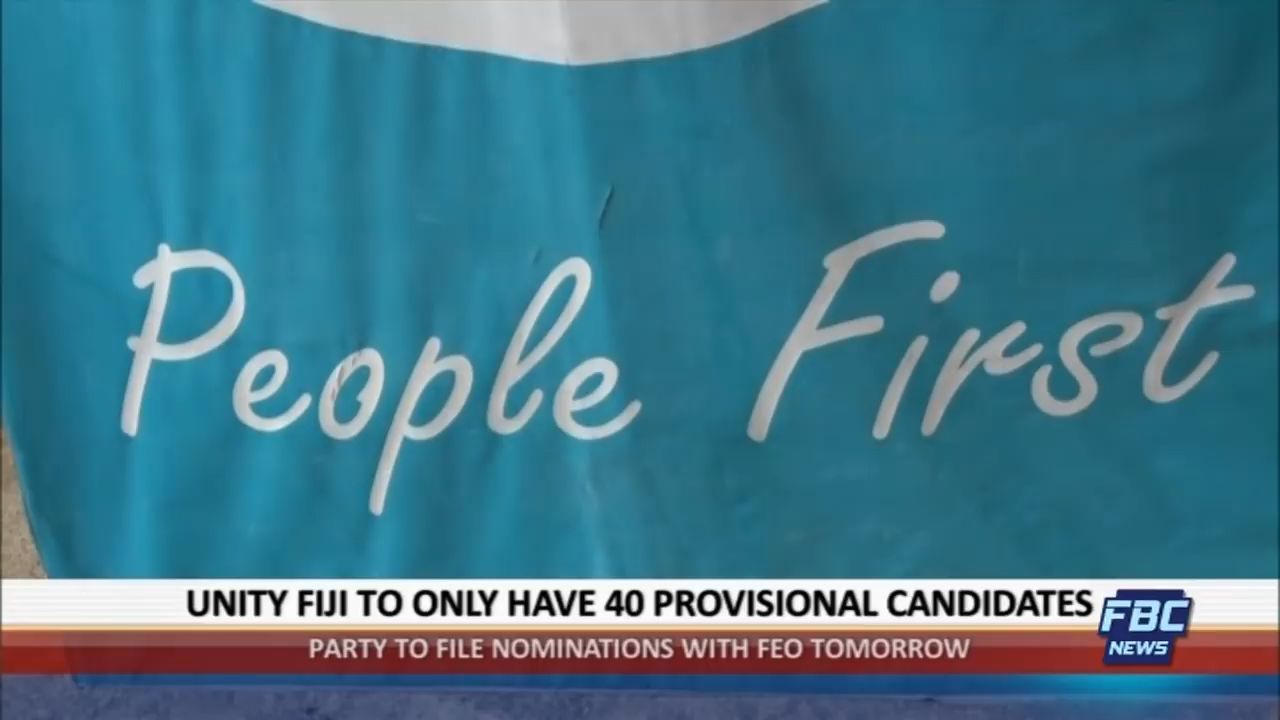 People First
UNITY FIJI TO ONLY HAVE 40 PROVISIONAL CANDIDATES
PARTY TO FILE NOMINATIONS WITH FEO TOMORROW
FBC
NEWS